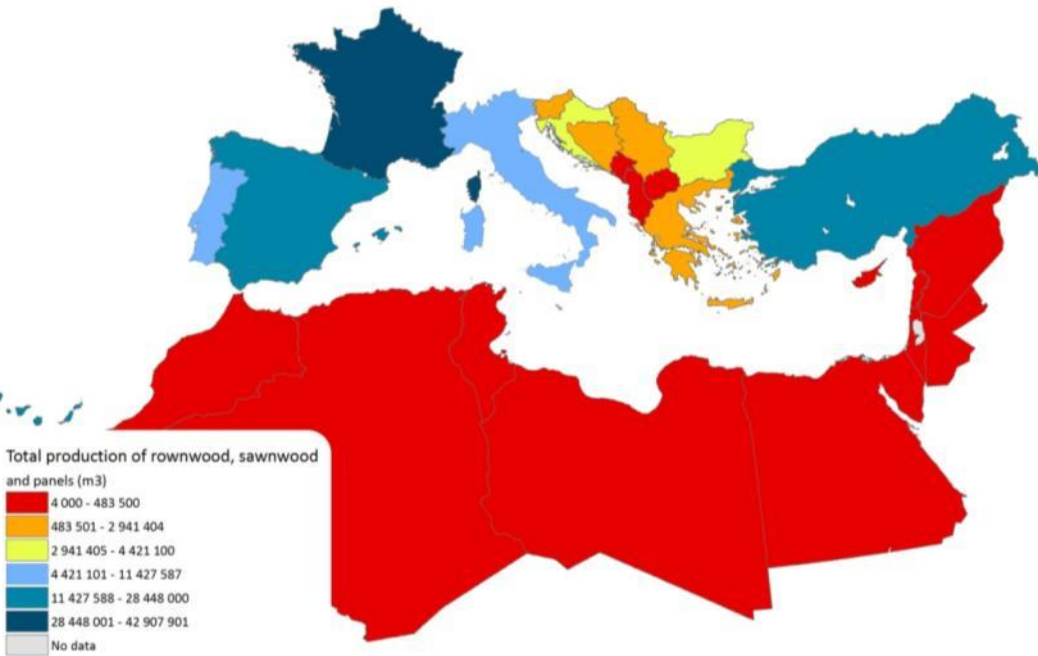 Total production of rownwood, sawnwood
and panels (m3)
4 000 - 483 500
483 501 - 2 941 404
2 941 405 - 4 421 100
4 421 101 - 11 427 587
11 427 588 - 28 448 000
28 448 001 - 42 907 901
No data